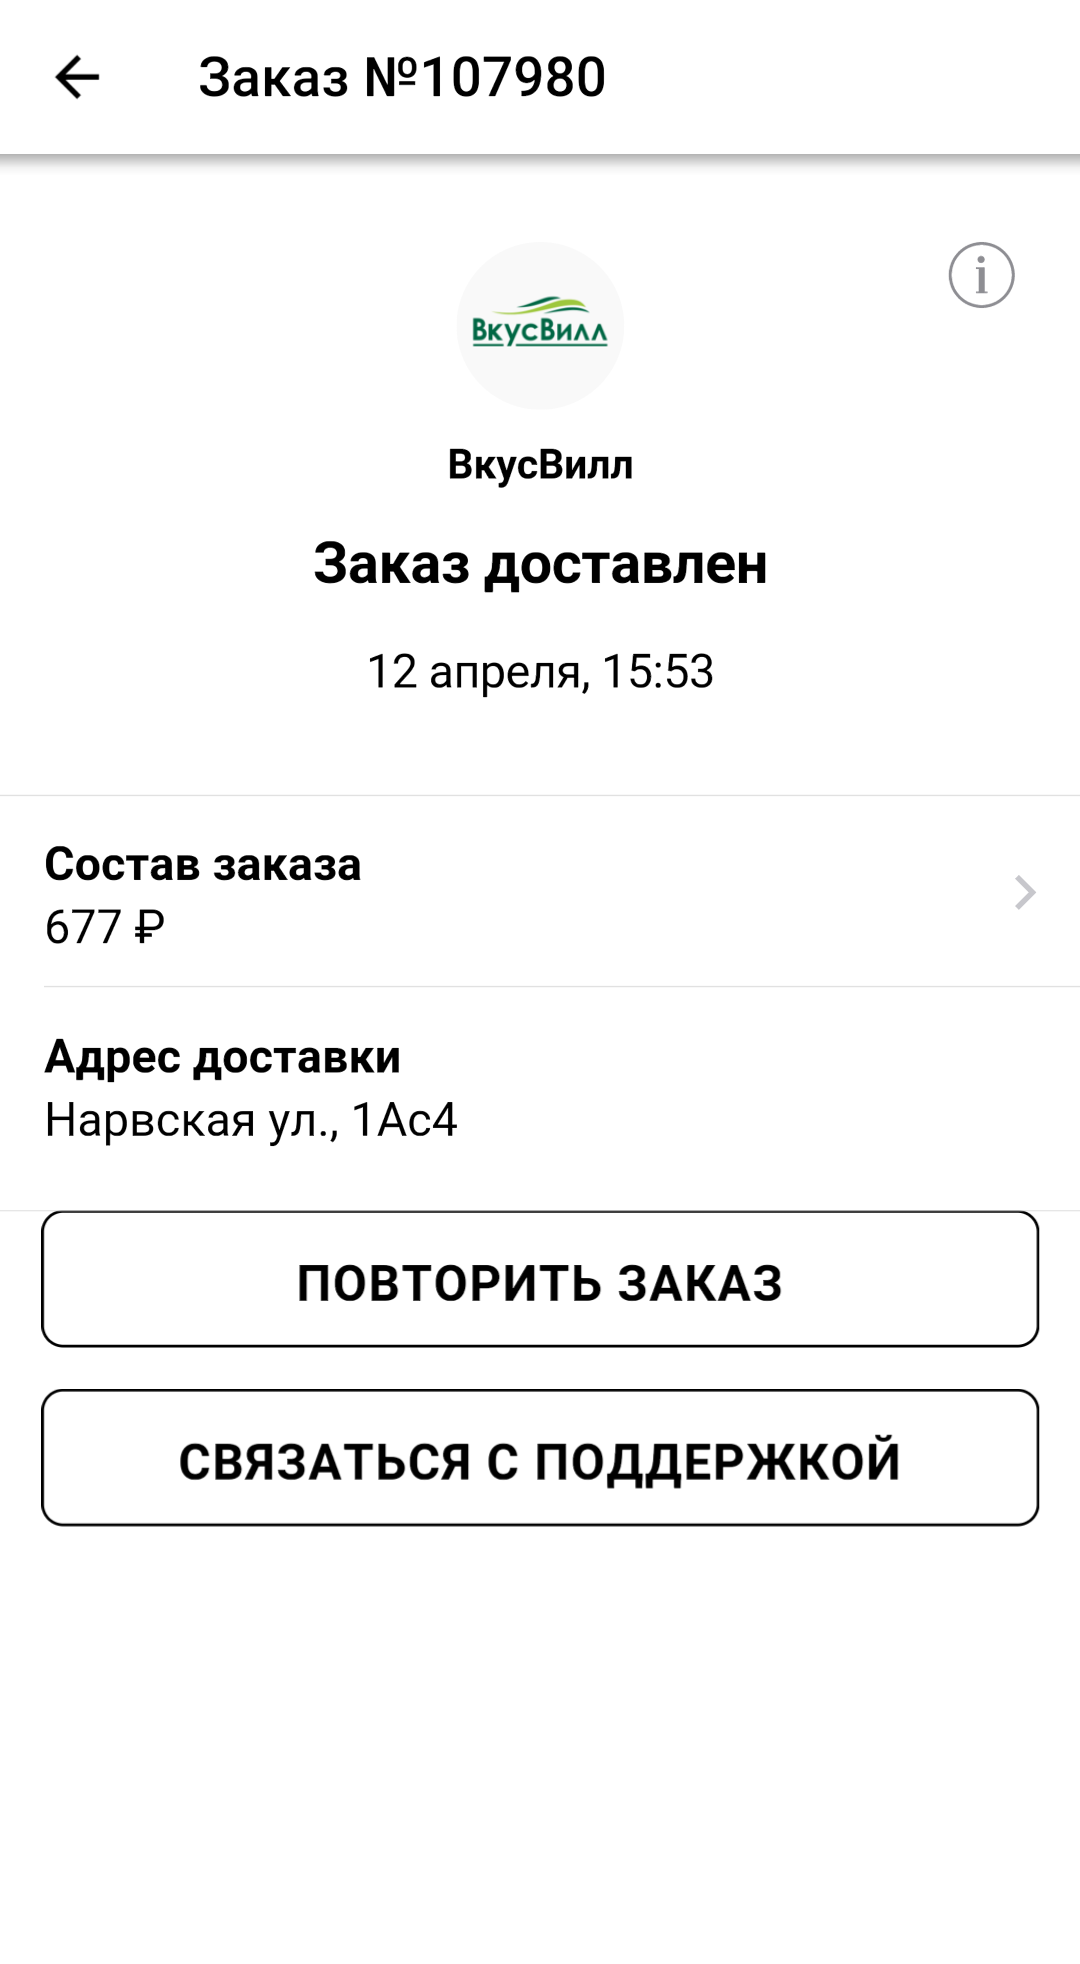 Заказ №107980
i
ВкусВилл
ВкусВилл
Заказ доставлен
12 апреля, 15:53
Состав заказа
677 ₽
Адрес доставки
Нарвская ул., 1Ас4
ПОВТОРИТЬ ЗАКАЗ
СВЯЗАТЬСЯ С ПОДДЕРЖКОЙ